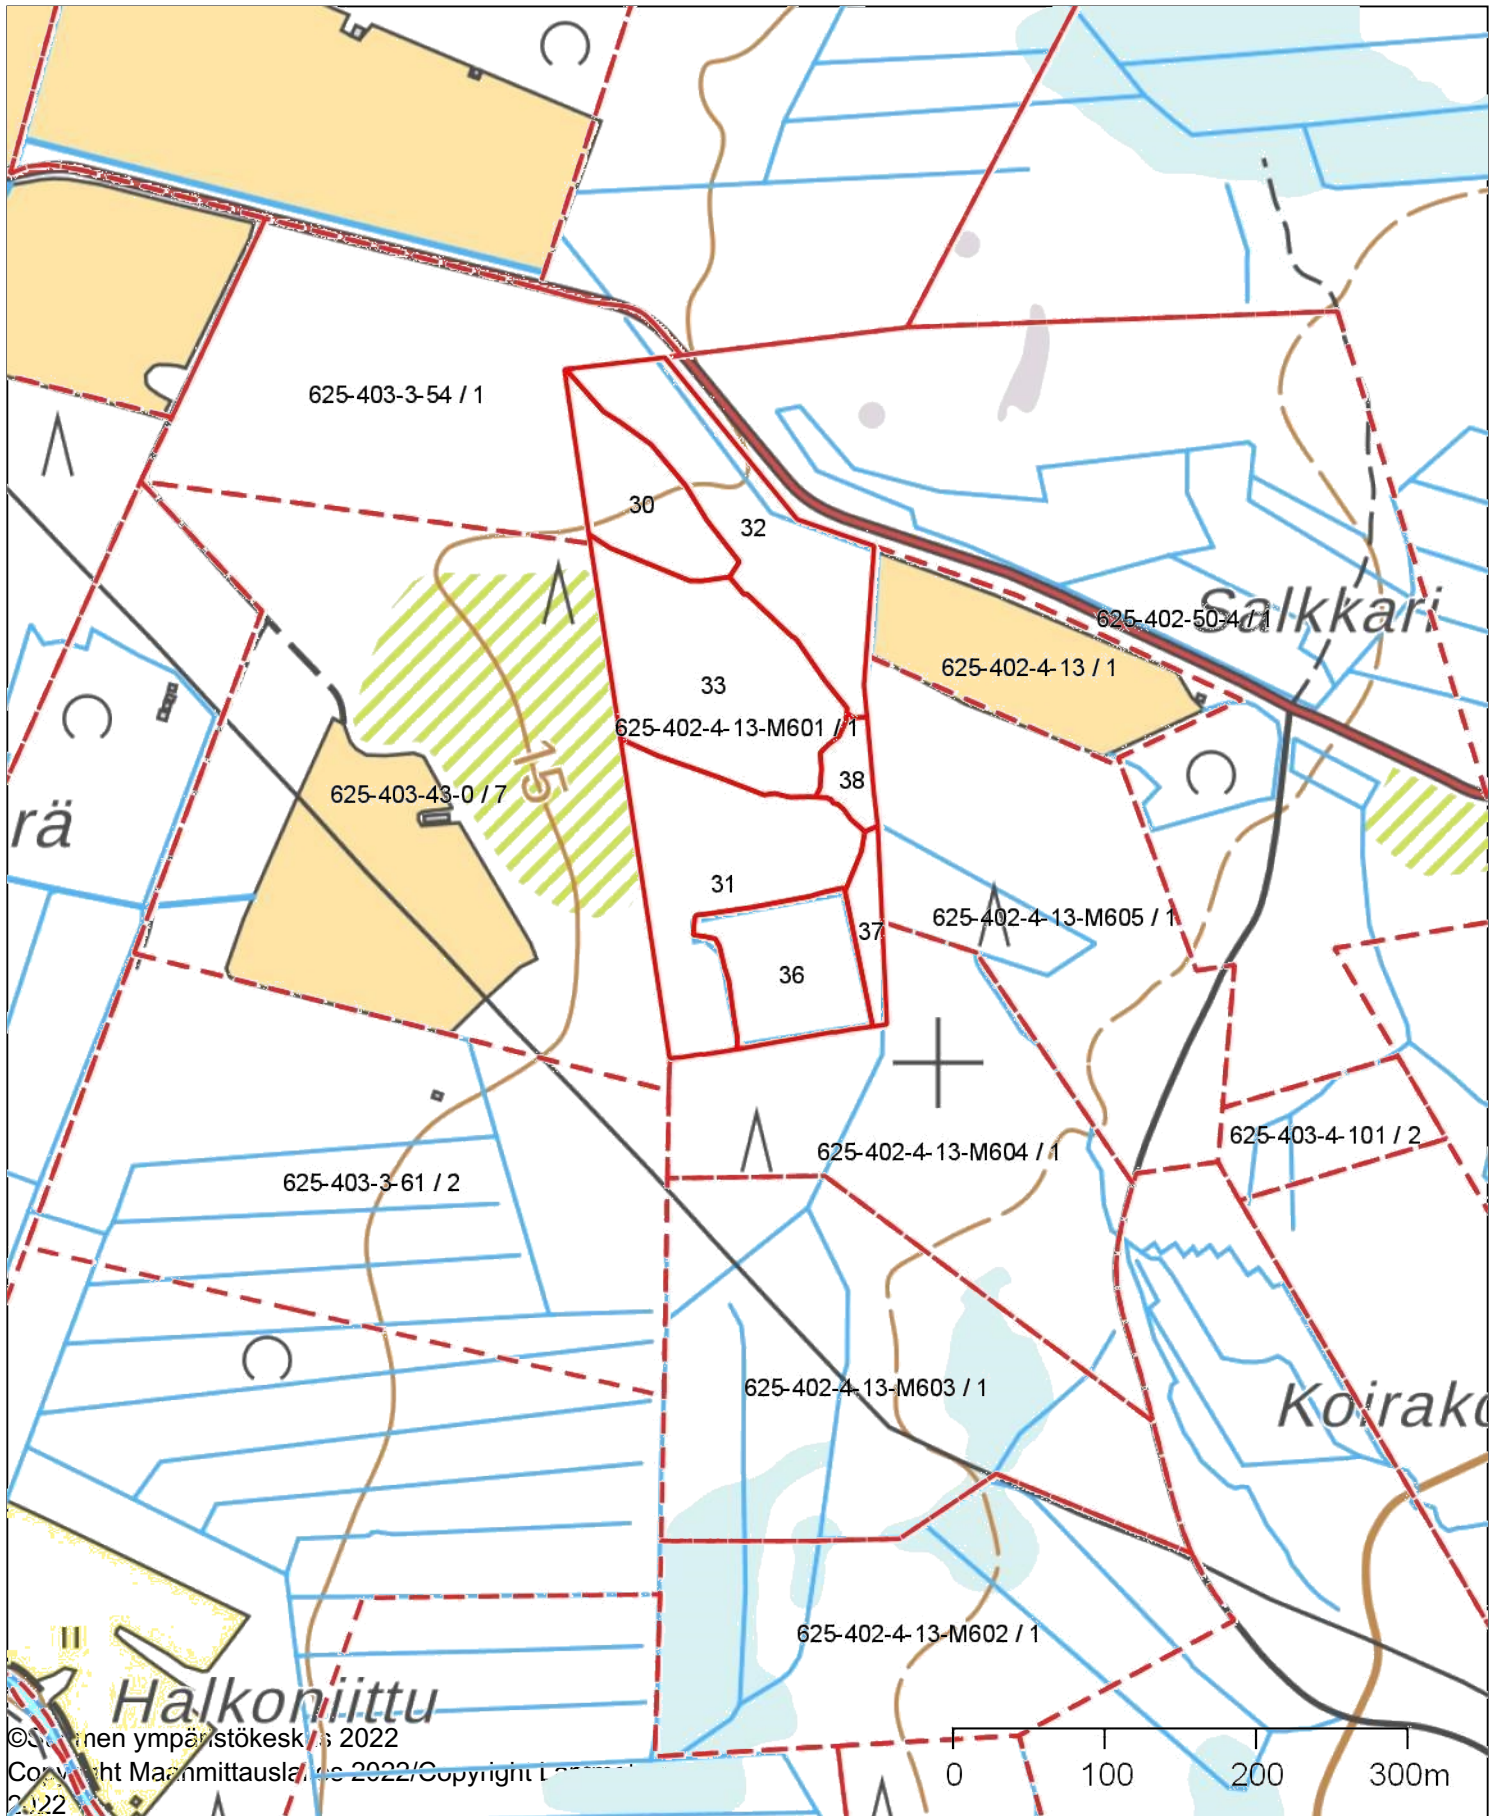 625-403-3-54 / 1
30
32
Salkkari
625-402-50-4 / 1
625-402-4-13 / 1
33
625-402-4-13-M601 / 1
15
38
625-403-43-0 / 7
rä
31
37
625-402-4-13-M605 / 1
36
625-403-4-101 / 2
625-402-4-13-M604 / 1
625-403-3-61 / 2
625-402-4-13-M603 / 1
Koirako
625-402-4-13-M602 / 1
Halkoniittu
2022
2022/Copyright
0 100 200 300m